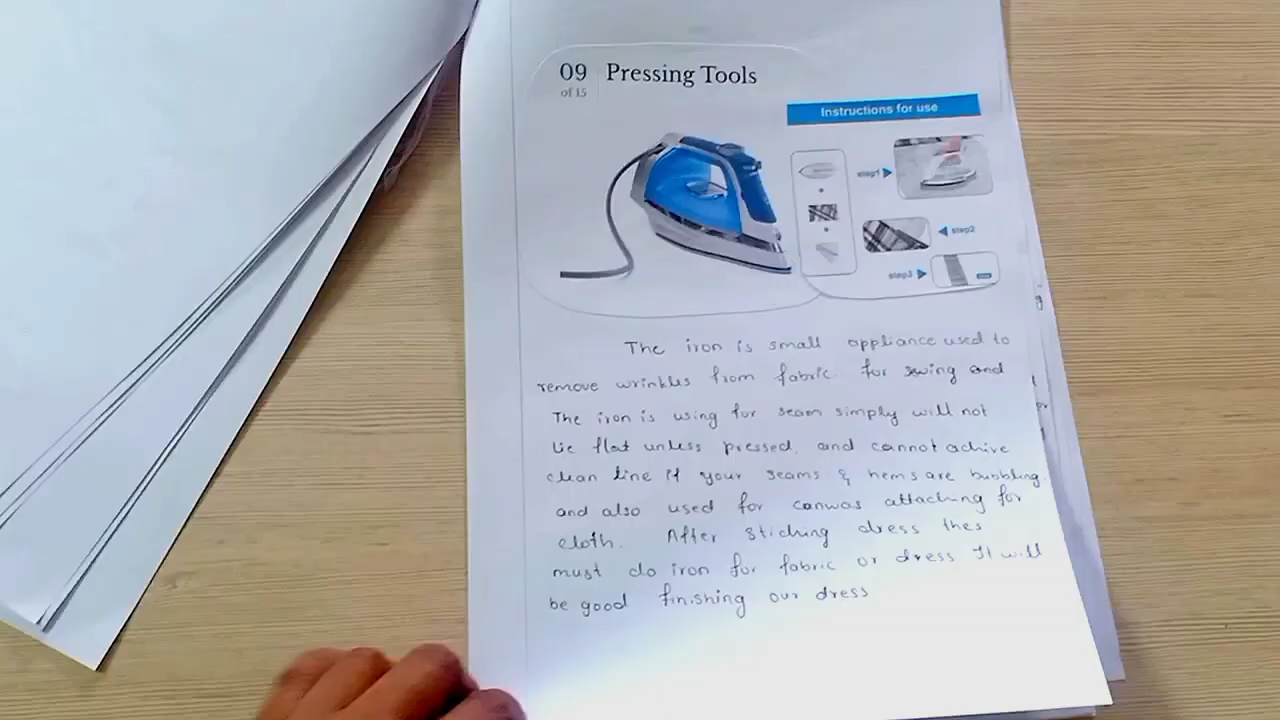 09 Pressing Tools
of 15
Instructions for use
step1
step2
step3
The iron is small appliance used to
remove wrinkles from fabric. for sewing and
The iron is using for seam simply will not
lie flat unless pressed. and cannot achive
clean line if your seams & hems are bubbling
and also used for canwas attaching for
cloth. After stiching dress thes
must do iron for fabric or dress It will
be good finishing our dress